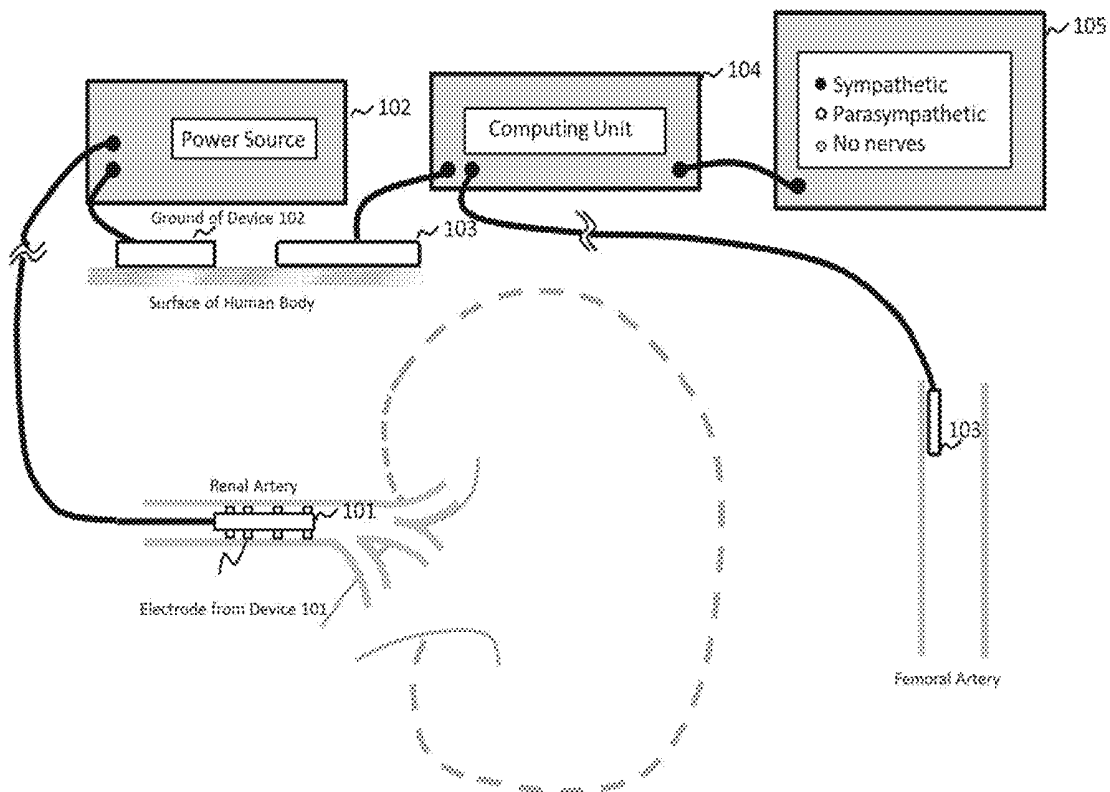 105
104
102
Sympathetic
Parasympathetic
No nerves
Computing Unit
Power Source
Ground of Device 102
103
Surface of Human Body
Renal Artery
101
103
Electrode from Device 101
Femoral Artery